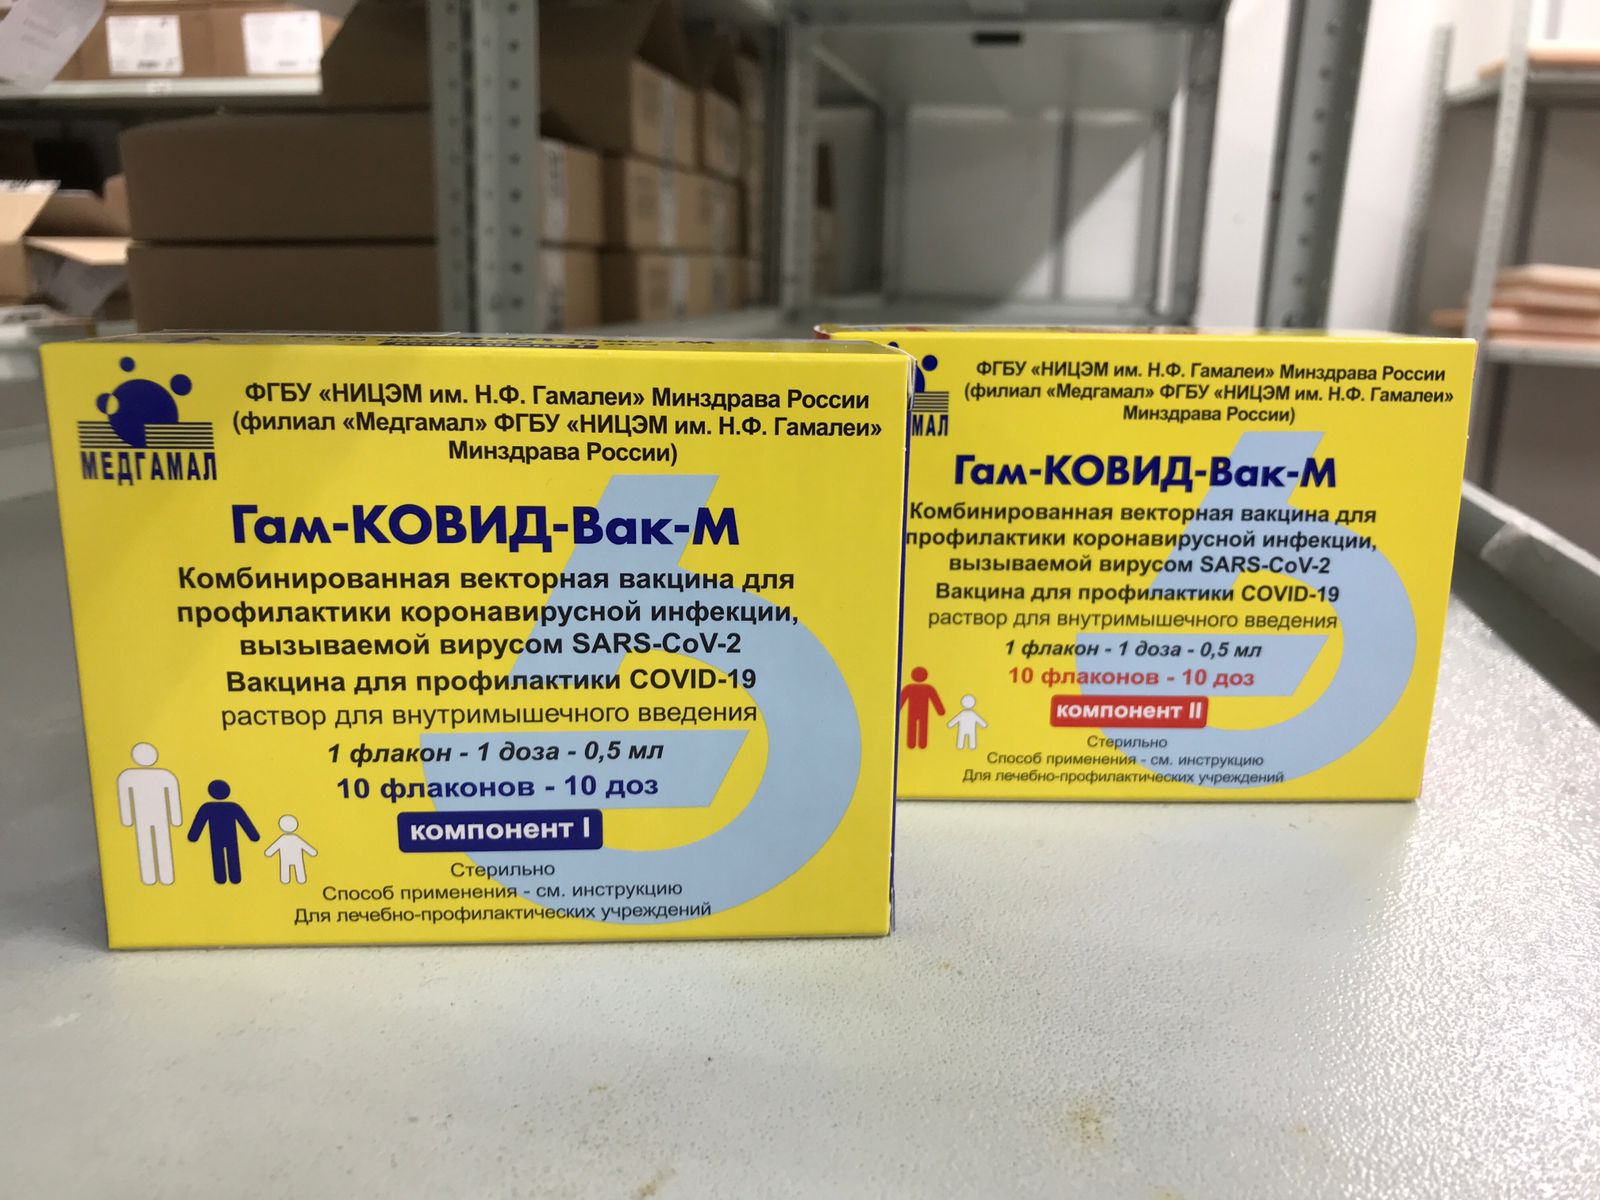 МЕДГАМАЛ
ФГБУ «НИЦЭМ им. Н.Ф. Гамалеи» Минздрава России
(филиал «Медгамал» ФГБУ «НИЦЭМ им. Н.Ф. Гамалеи»
Минздрава России)
Гам-КОВИД-Вак-М
Комбинированная векторная вакцина для
профилактики коронавирусной инфекции,
вызываемой вирусом SARS-CoV-2
Вакцина для профилактики COVID-19
раствор для внутримышечного введения
1 флакон - 1 доза - 0,5 мл
10 флаконов - 10 доз
компонент I
Стерильно
Способ применения - см. инструкцию
Для лечебно-профилактических учреждений
МАЛ
ФГБУ «НИЦЭМ им. Н.Ф. Гамалеи» Минздрава России
(филиал «Медгамал» ФГБУ «НИЦЭМ им. Н.Ф. Гамалеи»
Минздрава России)
Гам-КОВИД-Вак-М
Комбинированная векторная вакцина для
профилактики коронавирусной инфекции,
вызываемой вирусом SARS-CoV-2
Вакцина для профилактики COVID-19
раствор для внутримышечного введения
1 флакон - 1 доза - 0,5 мл
10 флаконов - 10 доз
компонент II
Стерильно
Способ применения - см. инструкцию
Для лечебно-профилактических учреждений